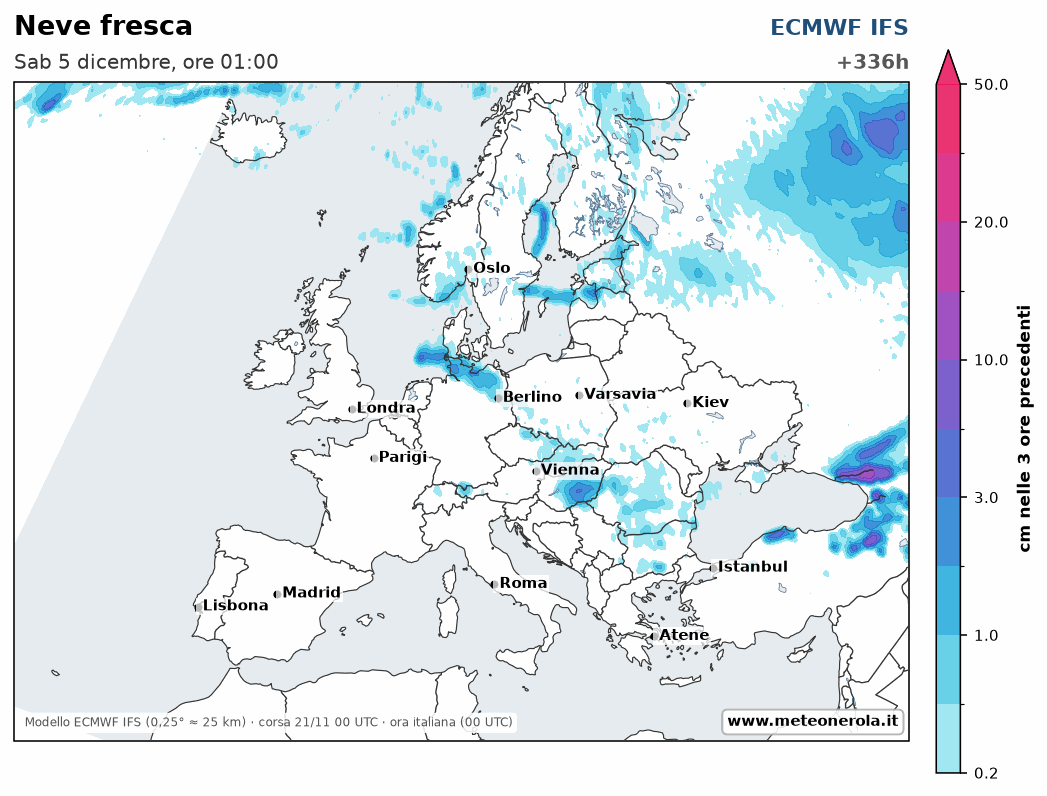 Neve fresca
ECMWF IFS
Sab 5 dicembre, ore 01:00
+336h
50.0
20.0
10.0
3.0
1.0
0.2
cm nelle 3 ore precedenti
Oslo
Berlino
Varsavia
Kiev
Londra
Parigi
Vienna
Istanbul
Roma
Madrid
Lisbona
Atene
Modello ECMWF IFS (0,25° ≈ 25 km) · corsa 21/11 00 UTC · ora italiana (00 UTC)
www.meteonerola.it